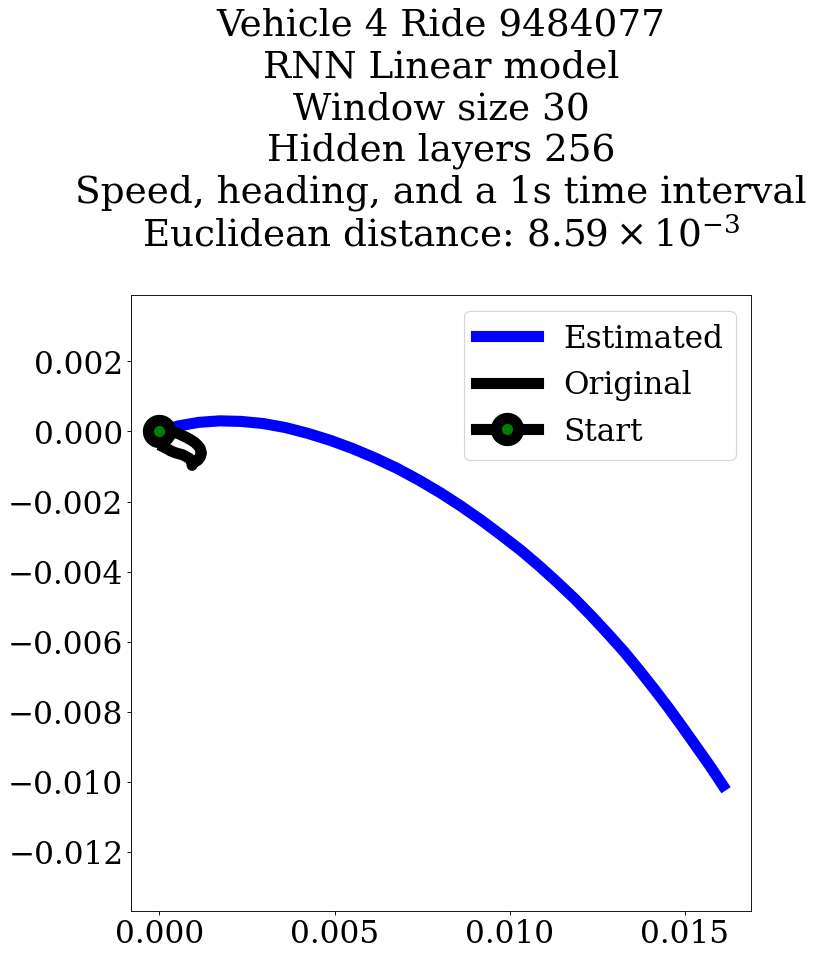 Vehicle 4 Ride 9484077
RNN Linear model
Window size 30
Hidden layers 256
Speed, heading, and a 1s time interval
Euclidean distance: 8.59 × 10⁻³
Estimated
Original
Start
0.002
0.000
−0.002
−0.004
−0.006
−0.008
−0.010
−0.012
0.000 0.005 0.010 0.015